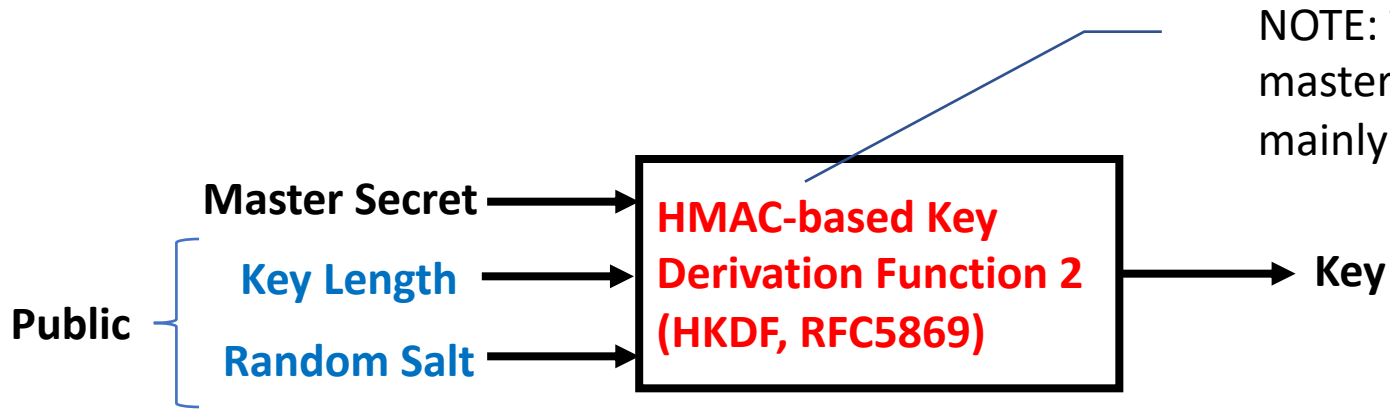 NOTE:
master
mainly
Master Secret
Key Length
Random Salt
Public
HMAC-based Key
Derivation Function 2
(HKDF, RFC5869)
Key